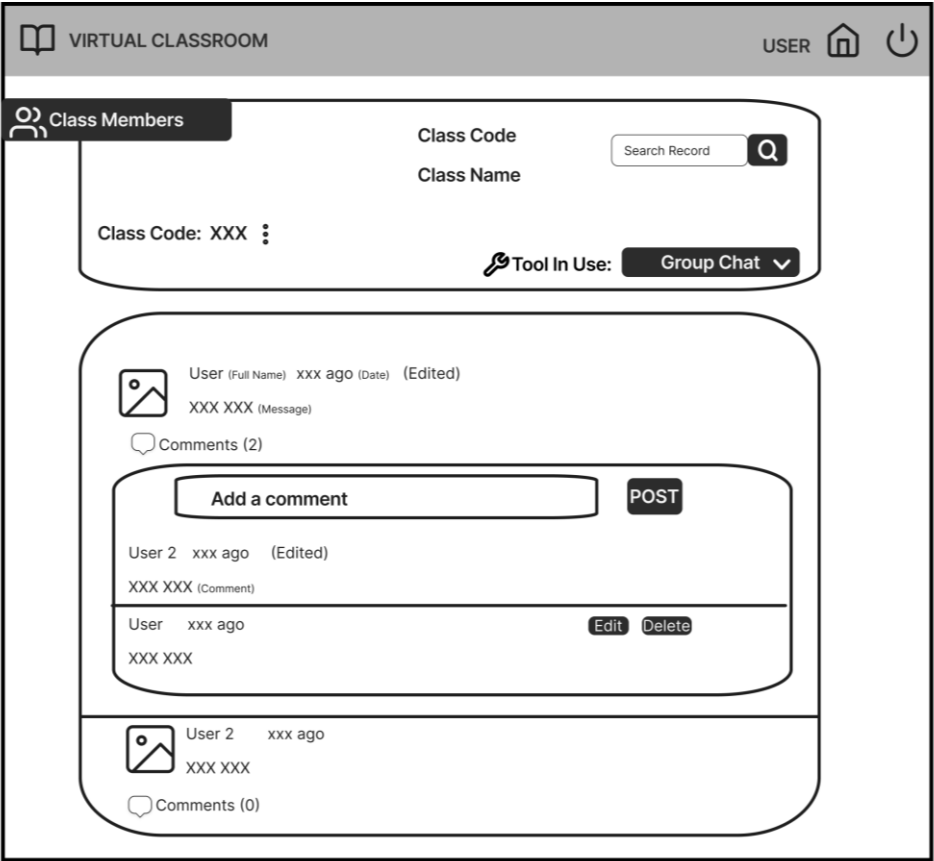 VIRTUAL CLASSROOM
USER
Class Members
Class Code
Search Record
Class Name
Class Code: XXX
Tool In Use: Group Chat
User (Full Name) xxx ago (Date) (Edited)
XXX XXX (Message)
Comments (2)
Add a comment POST
User 2 xxx ago (Edited)
XXX XXX (Comment)
User xxx ago Edit Delete
XXX XXX
User 2 xxx ago
XXX XXX
Comments (0)